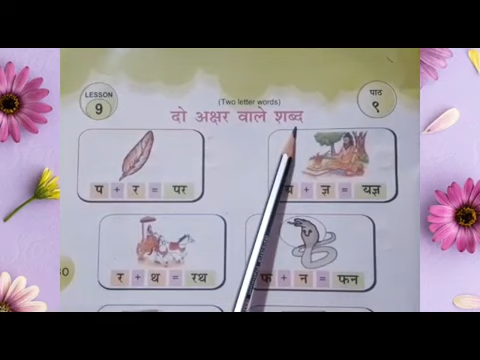 LESSON
9
(Two letter words)
पाठ
९
दो अक्षर वाले शब्द
प + र = पर
य + ज्ञ = यज्ञ
र + थ = रथ
फ + न = फन